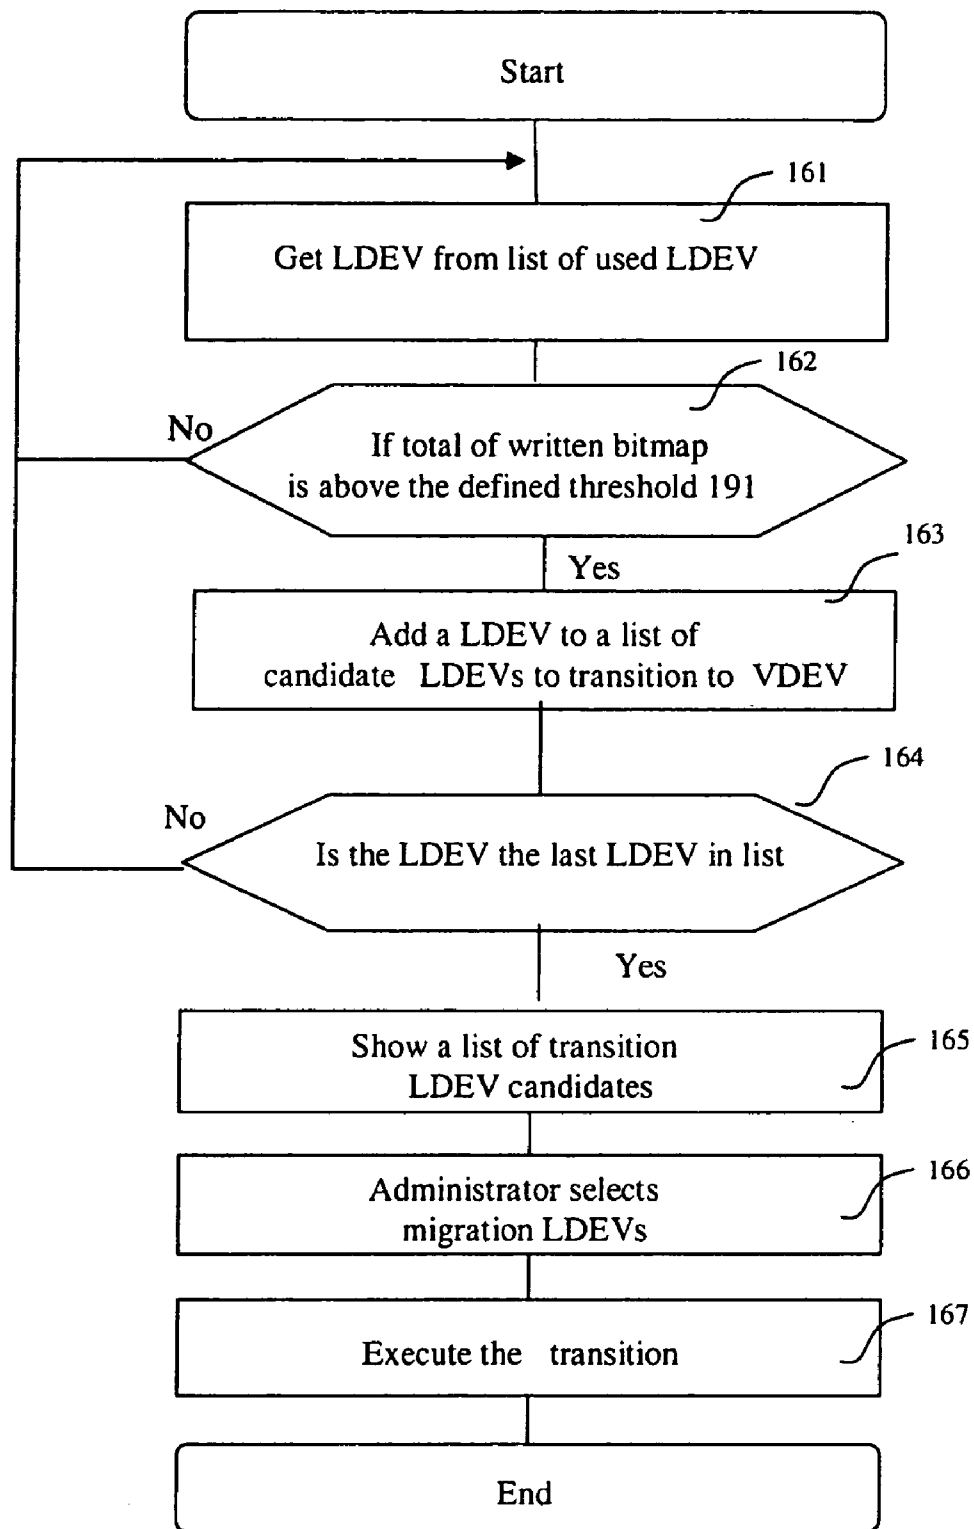 Start
161
Get LDEV from list of used LDEV
162
No
If total of written bitmap
is above the defined threshold 191
163
Yes
Add a LDEV to a list of
candidate LDEVs to transition to VDEV
164
No
Is the LDEV the last LDEV in list
Yes
Show a list of transition
LDEV candidates
165
Administrator selects
migration LDEVs
166
Execute the transition
167
End